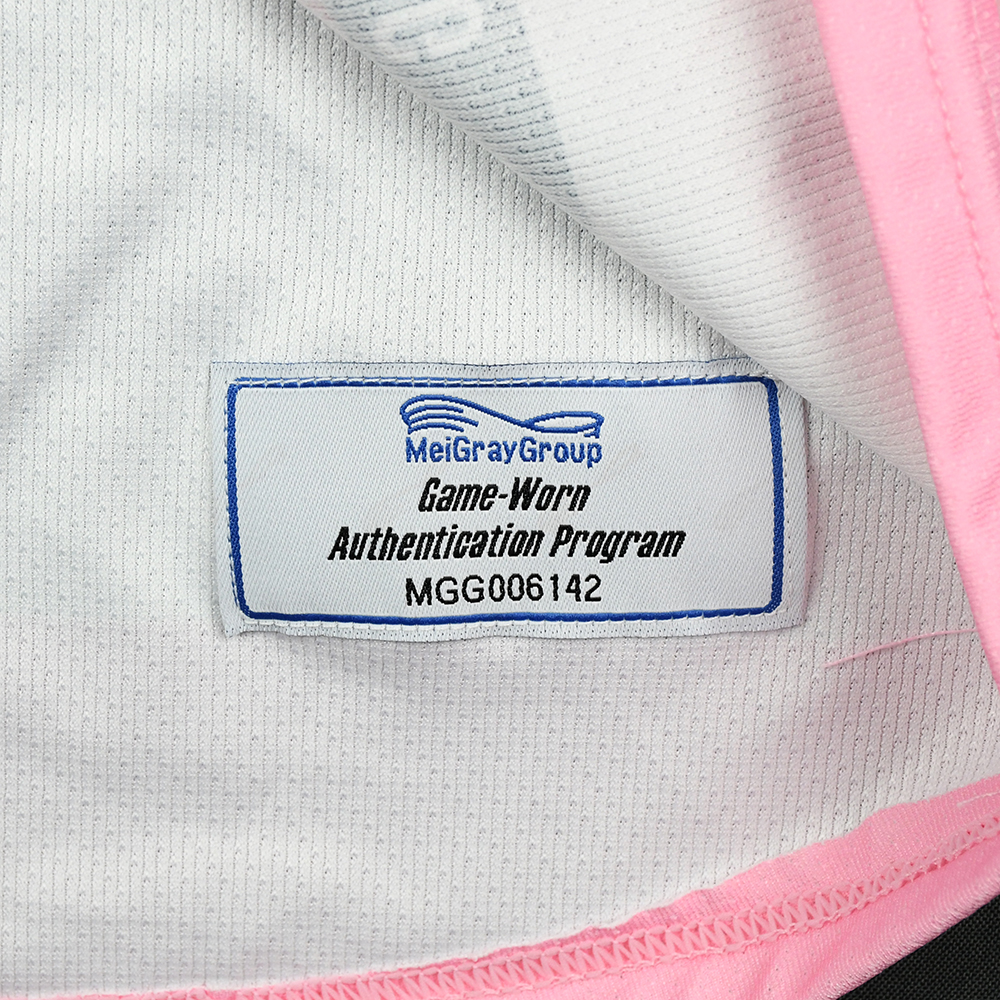 MeiGrayGroup
Game-Worn
Authentication Program
MGG006142